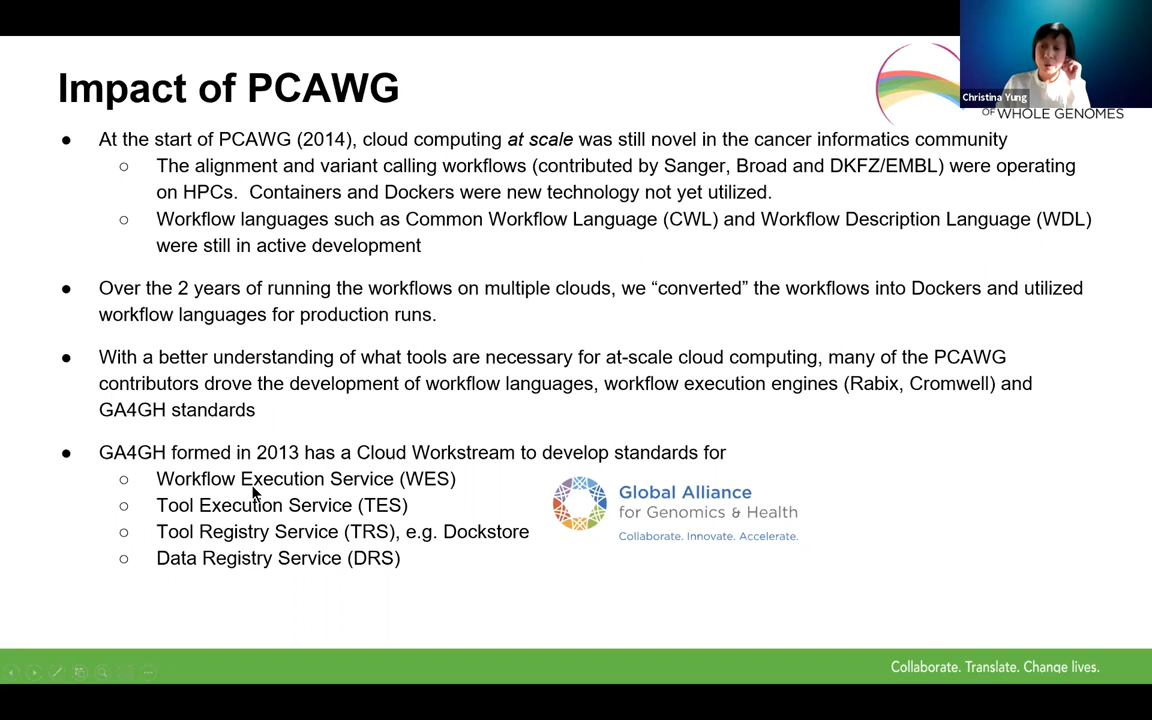 Impact of PCAWG
Christina Yung
OF WHOLE GENOMES
● At the start of PCAWG (2014), cloud computing at scale was still novel in the cancer informatics community
○ The alignment and variant calling workflows (contributed by Sanger, Broad and DKFZ/EMBL) were operating
on HPCs. Containers and Dockers were new technology not yet utilized.
○ Workflow languages such as Common Workflow Language (CWL) and Workflow Description Language (WDL)
were still in active development
● Over the 2 years of running the workflows on multiple clouds, we “converted” the workflows into Dockers and utilized
workflow languages for production runs.
● With a better understanding of what tools are necessary for at-scale cloud computing, many of the PCAWG
contributors drove the development of workflow languages, workflow execution engines (Rabix, Cromwell) and
GA4GH standards
● GA4GH formed in 2013 has a Cloud Workstream to develop standards for
○ Workflow Execution Service (WES)
○ Tool Execution Service (TES)
○ Tool Registry Service (TRS), e.g. Dockstore
○ Data Registry Service (DRS)
Global Alliance
for Genomics & Health
Collaborate. Innovate. Accelerate.
Collaborate. Translate. Change lives.